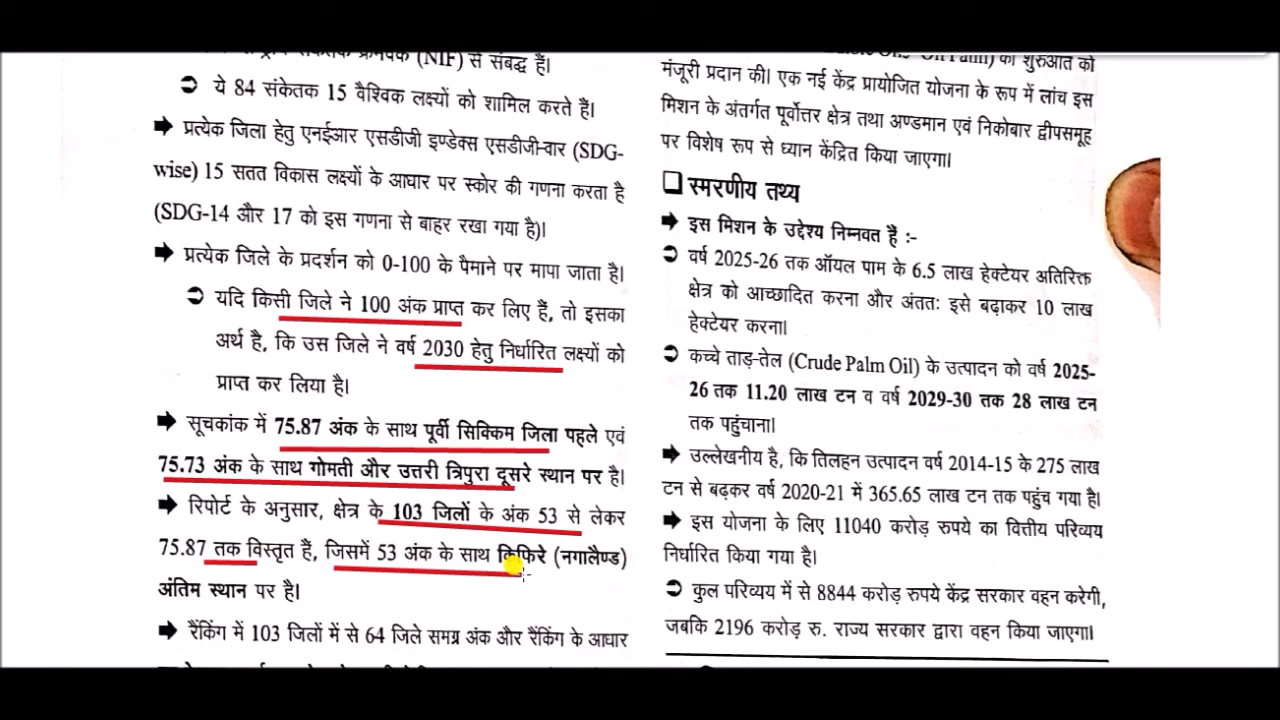 (NIF) से संबद्ध हैं।
ये 84 संकेतक 15 वैश्विक लक्ष्यों को शामिल करते हैं।
प्रत्येक जिला हेतु एनईआर एसडीजी इण्डेक्स एसडीजी-वार (SDG-
wise) 15 सतत विकास लक्ष्यों के आधार पर स्कोर की गणना करता है
(SDG-14 और 17 को इस गणना से बाहर रखा गया है)।
प्रत्येक जिले के प्रदर्शन को 0-100 के पैमाने पर मापा जाता है।
यदि किसी जिले ने 100 अंक प्राप्त कर लिए हैं, तो इसका
अर्थ है, कि उस जिले ने वर्ष 2030 हेतु निर्धारित लक्ष्यों को
प्राप्त कर लिया है।
सूचकांक में 75.87 अंक के साथ पूर्वी सिक्किम जिला पहले एवं
75.73 अंक के साथ गोमती और उत्तरी त्रिपुरा दूसरे स्थान पर है।
रिपोर्ट के अनुसार, क्षेत्र के 103 जिलों के अंक 53 से लेकर
75.87 तक विस्तृत हैं, जिसमें 53 अंक के साथ किफिरे (नगालैण्ड)
अंतिम स्थान पर है।
रैंकिंग में 103 जिलों में से 64 जिले समग्र अंक और रैंकिंग के आधार
को शुरुआत को
मंजूरी प्रदान की। एक नई केंद्र प्रायोजित योजना के रूप में लांच इस
मिशन के अंतर्गत पूर्वोत्तर क्षेत्र तथा अण्डमान एवं निकोबार द्वीपसमूह
पर विशेष रूप से ध्यान केंद्रित किया जाएगा।
स्मरणीय तथ्य
इस मिशन के उद्देश्य निम्नवत हैं :-
वर्ष 2025-26 तक ऑयल पाम के 6.5 लाख हेक्टेयर अतिरिक्त
क्षेत्र को आच्छादित करना और अंततः इसे बढ़ाकर 10 लाख
हेक्टेयर करना।
कच्चे ताड़-तेल (Crude Palm Oil) के उत्पादन को वर्ष 2025-
26 तक 11.20 लाख टन व वर्ष 2029-30 तक 28 लाख टन
तक पहुंचाना।
उल्लेखनीय है, कि तिलहन उत्पादन वर्ष 2014-15 के 275 लाख
टन से बढ़कर वर्ष 2020-21 में 365.65 लाख टन तक पहुंच गया है।
इस योजना के लिए 11040 करोड़ रुपये का वित्तीय परिव्यय
निर्धारित किया गया है।
कुल परिव्यय में से 8844 करोड़ रुपये केंद्र सरकार वहन करेगी,
जबकि 2196 करोड़ रु. राज्य सरकार द्वारा वहन किया जाएगा।